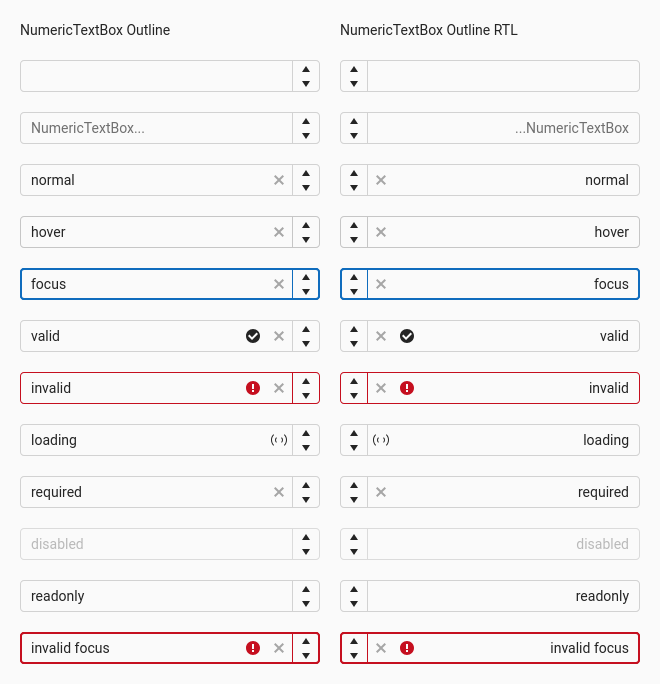 NumericTextBox Outline
NumericTextBox Outline RTL
NumericTextBox...
...NumericTextBox
normal
normal
hover
hover
focus
focus
valid
valid
invalid
invalid
loading
loading
required
required
disabled
disabled
readonly
readonly
invalid focus
invalid focus